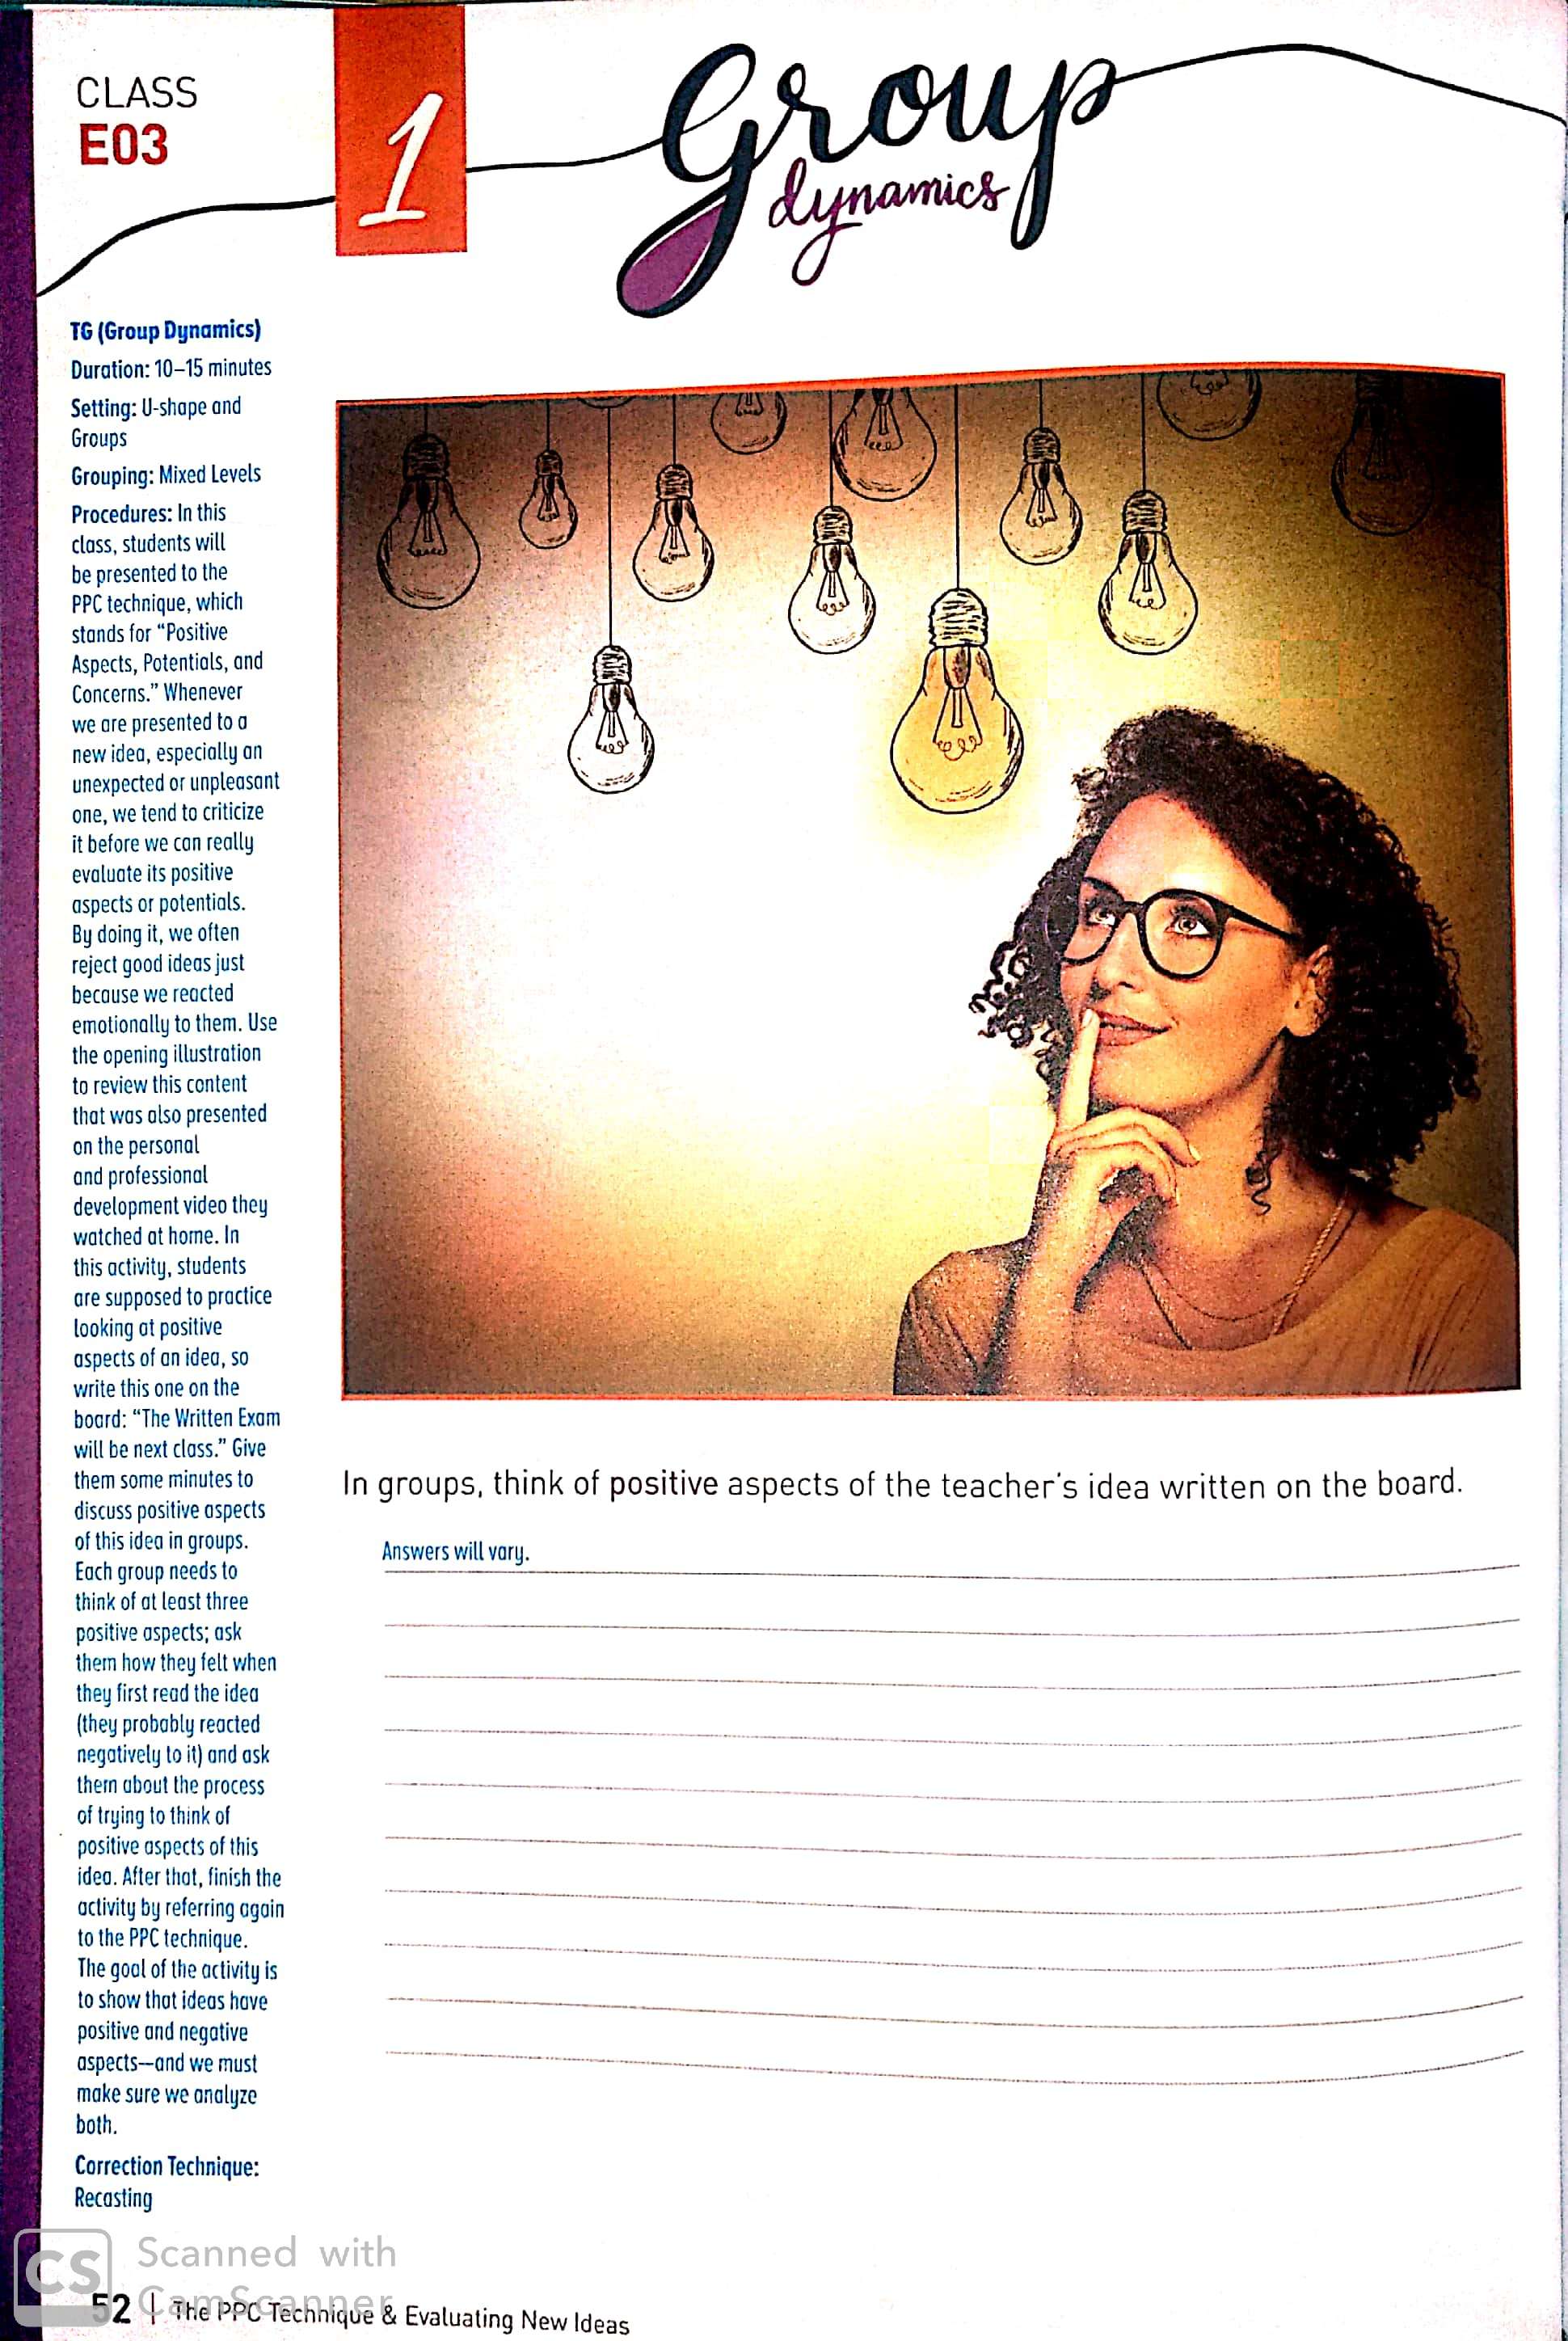 CLASS
E03
1
Group
dynamics
TG (Group Dynamics)
Duration: 10–15 minutes
Setting: U-shape and
Groups
Grouping: Mixed Levels
Procedures: In this
class, students will
be presented to the
PPC technique, which
stands for “Positive
Aspects, Potentials, and
Concerns.” Whenever
we are presented to a
new idea, especially an
unexpected or unpleasant
one, we tend to criticize
it before we can really
evaluate its positive
aspects or potentials.
By doing it, we often
reject good ideas just
because we reacted
emotionally to them. Use
the opening illustration
to review this content
that was also presented
on the personal
and professional
development video they
watched at home. In
this activity, students
are supposed to practice
looking at positive
aspects of an idea, so
write this one on the
board: “The Written Exam
will be next class.” Give
them some minutes to
discuss positive aspects
of this idea in groups.
Each group needs to
think of at least three
positive aspects; ask
them how they felt when
they first read the idea
(they probably reacted
negatively to it) and ask
them about the process
of trying to think of
positive aspects of this
idea. After that, finish the
activity by referring again
to the PPC technique.
The goal of the activity is
to show that ideas have
positive and negative
aspects—and we must
make sure we analyze
both.
Correction Technique:
Recasting
In groups, think of positive aspects of the teacher's idea written on the board.
Answers will vary.
CS
Scanned with
CamScanner
52 | The PPC Technique & Evaluating New Ideas